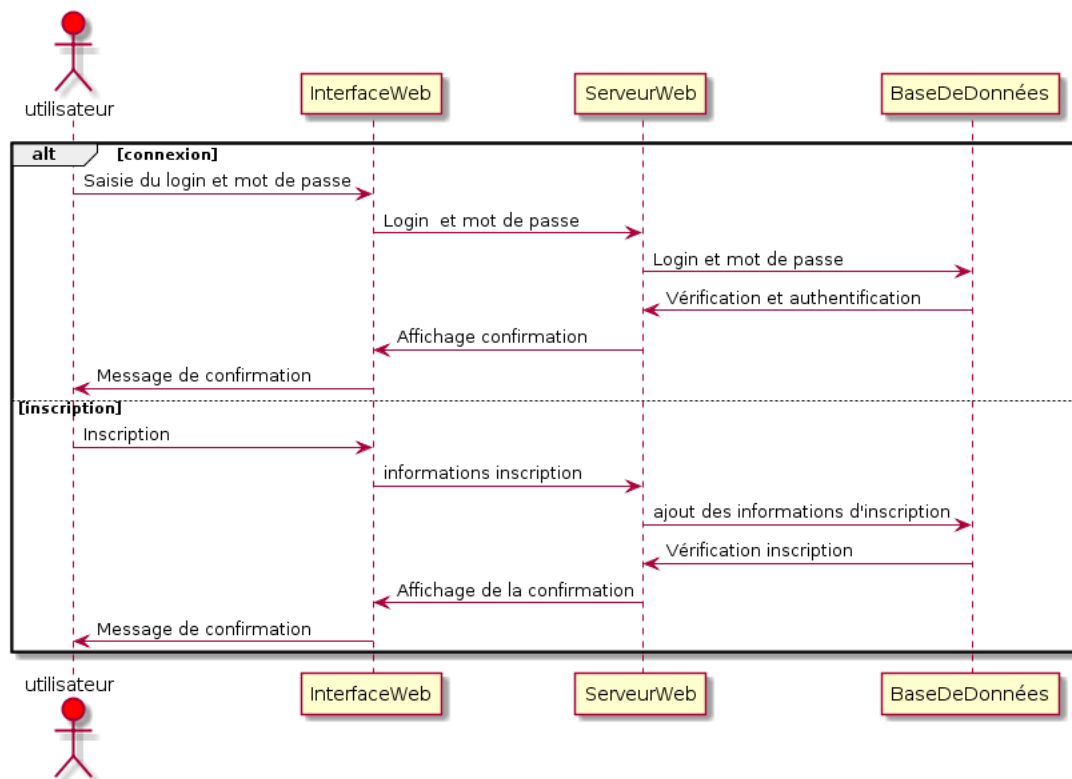 utilisateur
InterfaceWeb
ServeurWeb
BaseDeDonnées
alt
[connexion]
Saisie du login et mot de passe
Login  et mot de passe
Login et mot de passe
Vérification et authentification
Affichage confirmation
Message de confirmation
[inscription]
Inscription
informations inscription
ajout des informations d'inscription
Vérification inscription
Affichage de la confirmation
Message de confirmation
utilisateur
InterfaceWeb
ServeurWeb
BaseDeDonnées